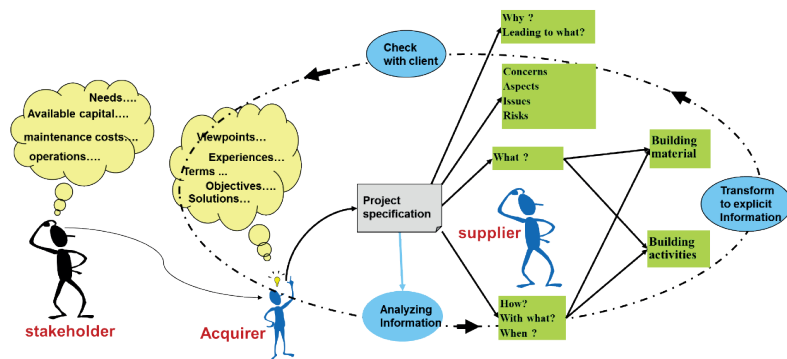 Needs….
Available capital….
maintenance costs….
operations….
stakeholder
Viewpoints…
Experiences…
Terms ...
Objectives….
Solutions…
Acquirer
Project
specification
Check
with client
Why ?
Leading to what?
Concerns
Aspects
Issues
Risks
What ?
supplier
Analyzing
Information
How?
With what?
When ?
Building
material
Building
activities
Transform
to explicit
Information